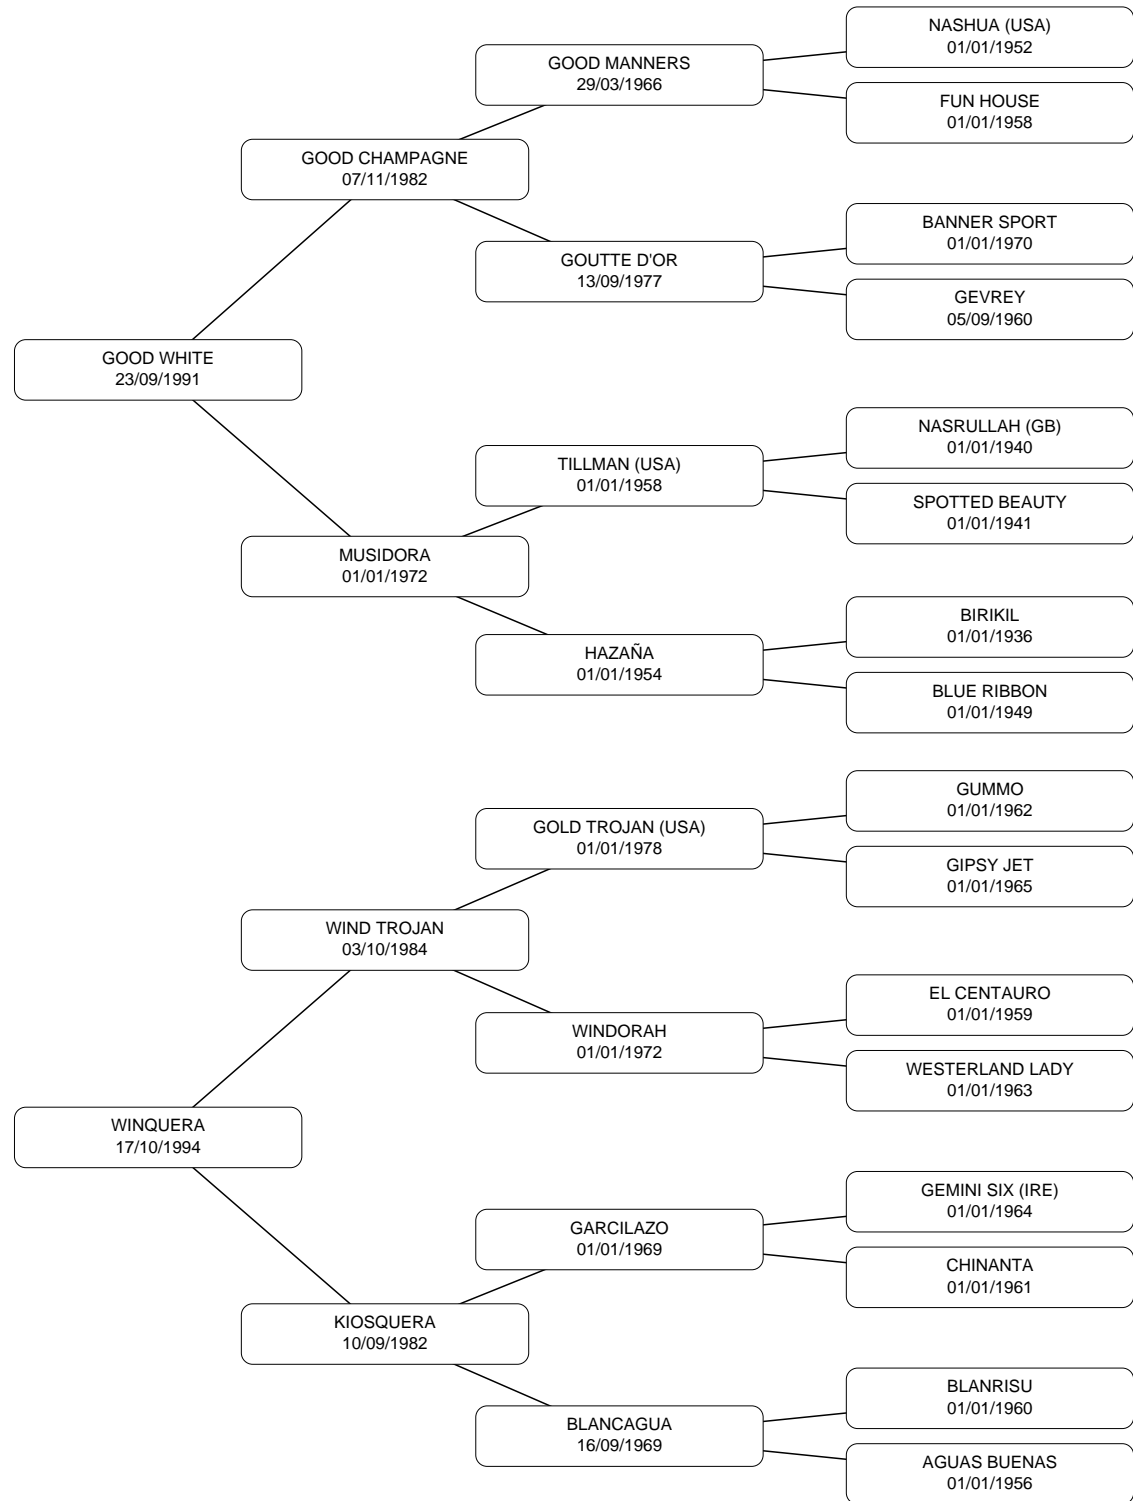 NASHUA (USA)
01/01/1952
GOOD MANNERS
29/03/1966
FUN HOUSE
01/01/1958
GOOD CHAMPAGNE
07/11/1982
BANNER SPORT
01/01/1970
GOUTTE D'OR
13/09/1977
GEVREY
05/09/1960
GOOD WHITE
23/09/1991
NASRULLAH (GB)
01/01/1940
TILLMAN (USA)
01/01/1958
SPOTTED BEAUTY
01/01/1941
MUSIDORA
01/01/1972
BIRIKIL
01/01/1936
HAZAÑA
01/01/1954
BLUE RIBBON
01/01/1949
GUMMO
01/01/1962
GOLD TROJAN (USA)
01/01/1978
GIPSY JET
01/01/1965
WIND TROJAN
03/10/1984
EL CENTAURO
01/01/1959
WINDORAH
01/01/1972
WESTERLAND LADY
01/01/1963
WINQUERA
17/10/1994
GEMINI SIX (IRE)
01/01/1964
GARCILAZO
01/01/1969
CHINANTA
01/01/1961
KIOSQUERA
10/09/1982
BLANRISU
01/01/1960
BLANCAGUA
16/09/1969
AGUAS BUENAS
01/01/1956